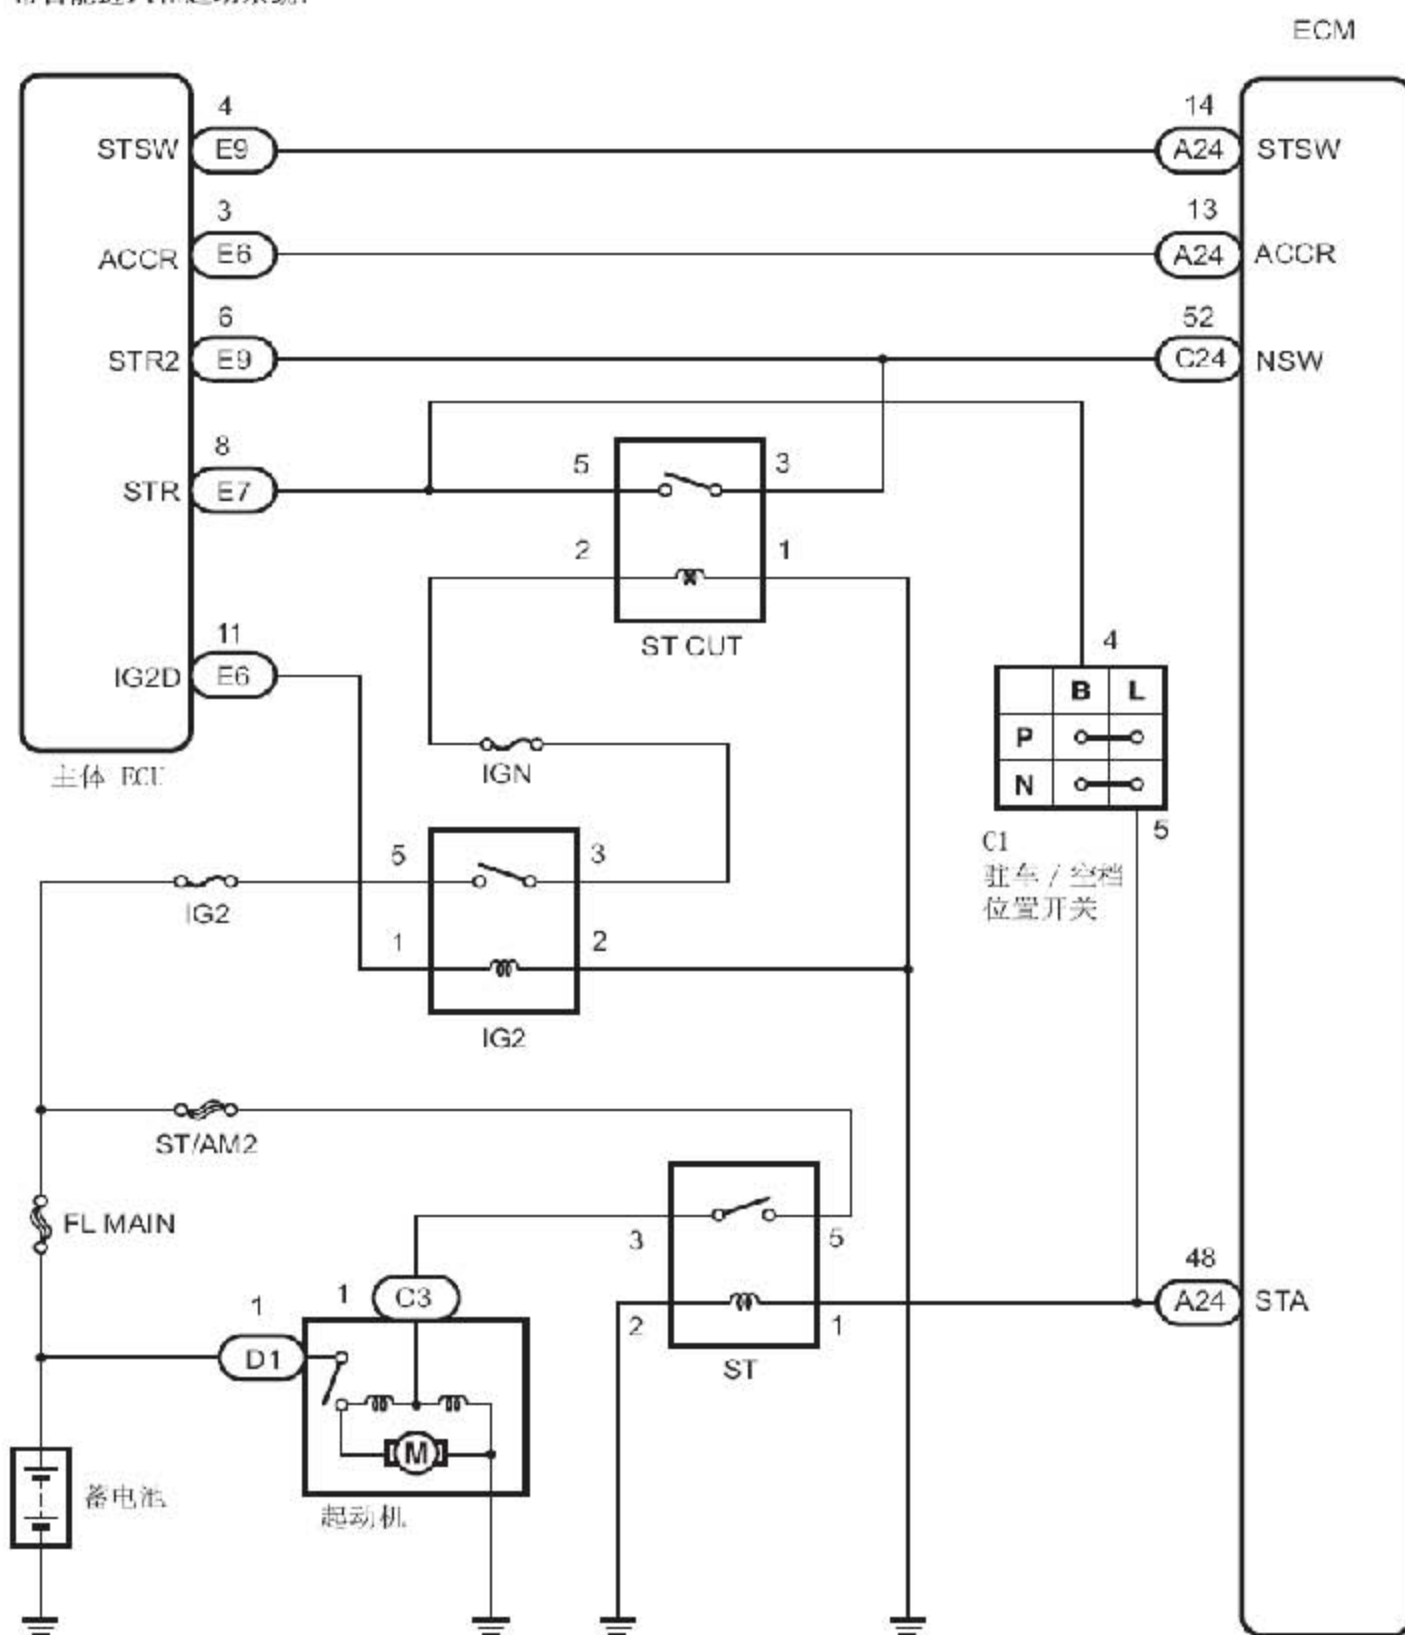 ECM
4
14
STSW
E9
A24
STSW
3
13
ACCR
E6
A24
ACCR
6
52
STR2
E9
C24
NSW
8
5
3
STR
E7
2
1
ST CUT
11
4
IG2D
E6
B
L
P
N
5
主体 ECU
IGN
C1
驻车 / 空档
位置开关
5
3
IG2
1
2
IG2
ST/AM2
FL MAIN
3
5
48
1
1
C3
A24
STA
2
1
D1
ST
M
蓄电池
起动机